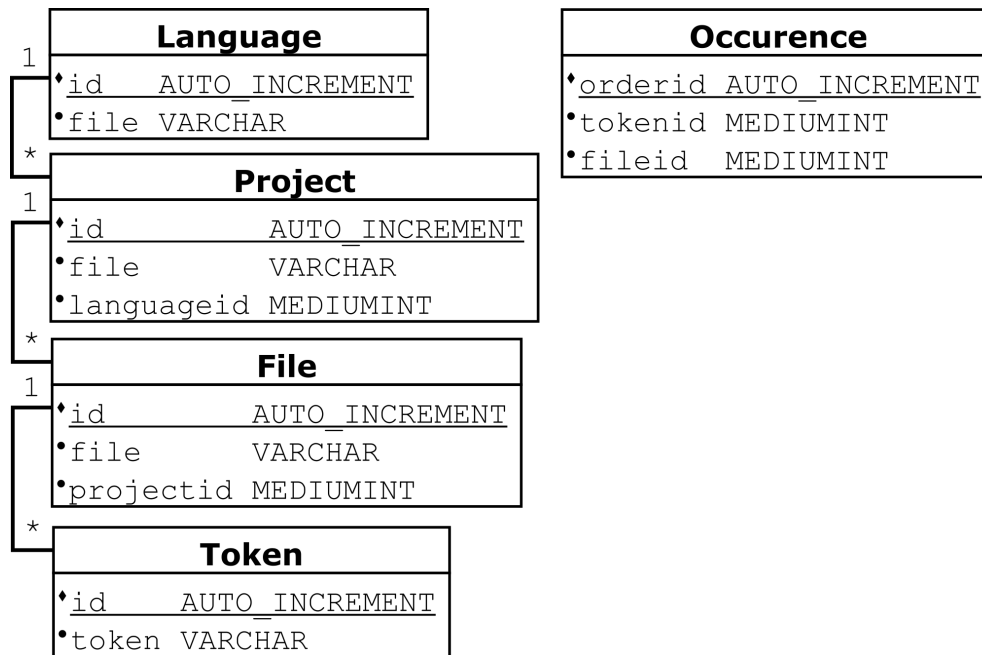 Language
1
id AUTO_INCREMENT
file VARCHAR
*
Project
1
id AUTO_INCREMENT
file VARCHAR
languageid MEDIUMINT
*
File
1
id AUTO_INCREMENT
file VARCHAR
projectid MEDIUMINT
*
Token
id AUTO_INCREMENT
token VARCHAR
Occurence
orderid AUTO_INCREMENT
tokenid MEDIUMINT
fileid MEDIUMINT